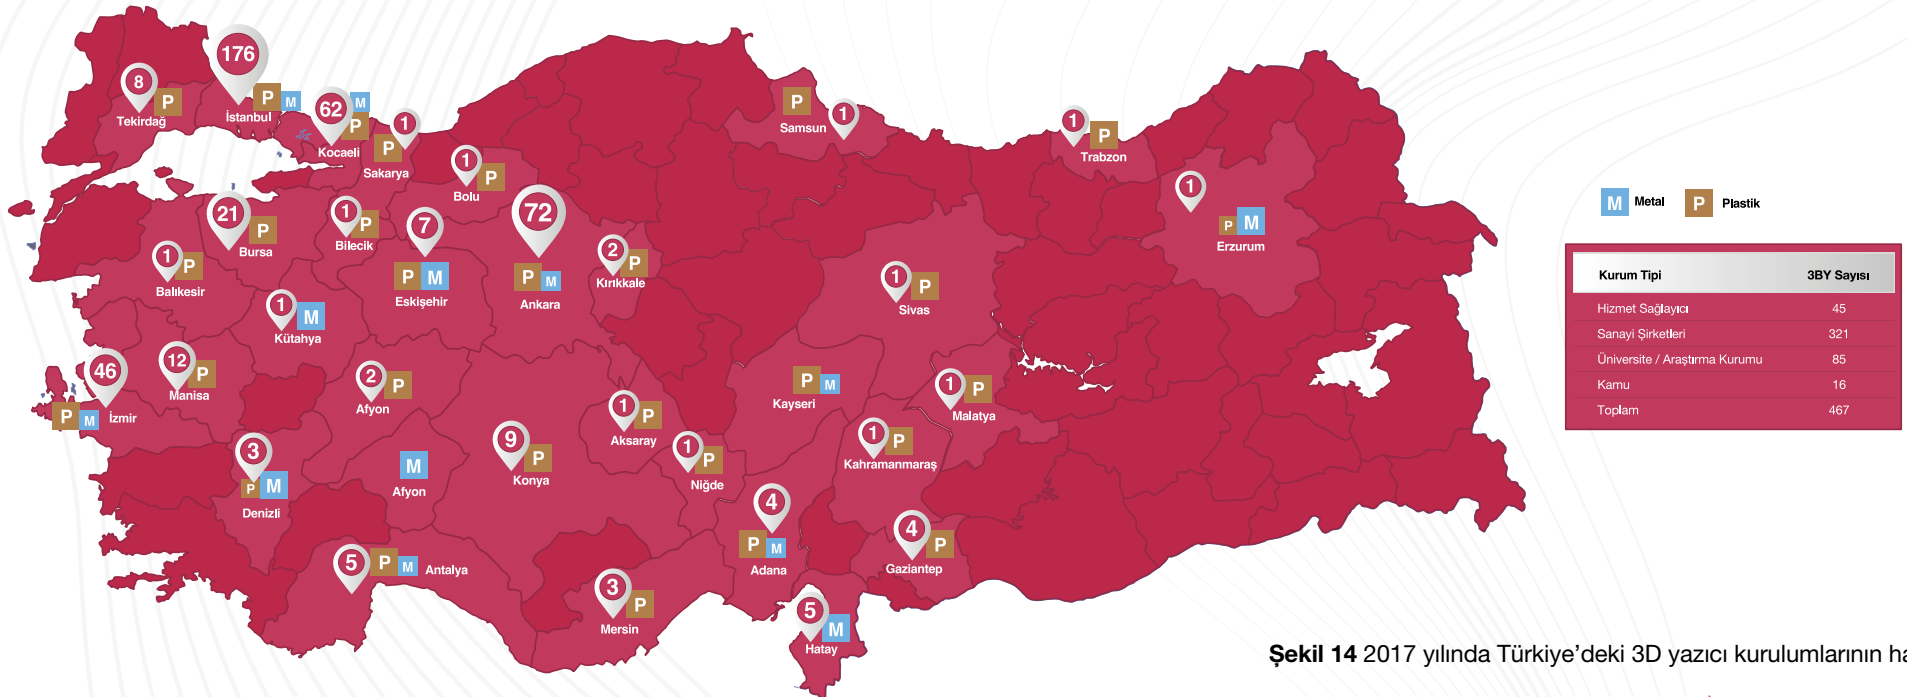 176
8
P
Tekirdağ
P M
İstanbul
62
M
P
Kocaeli
1
P
Sakarya
1
P
Bolu
P
Samsun
1
1
P
Trabzon
1
P M
Erzurum
21
P
Bursa
1
P
Bilecik
7
P M
Eskişehir
72
P M
Ankara
2
P
Kırıkkale
1
P
Balıkesir
1
M
Kütahya
1
P
Sivas
46
P M
İzmir
12
P
Manisa
2
P
Afyon
1
P
Aksaray
P M
Kayseri
1
P
Malatya
3
P M
Denizli
M
Afyon
9
P
Konya
1
P
Niğde
1
P
Kahramanmaraş
4
P M
Adana
4
P
Gaziantep
5
P M Antalya
3
P
Mersin
5
M
Hatay
M Metal P Plastik
Kurum Tipi 3BY Sayısı
Hizmet Sağlayıcı 45
Sanayi Şirketleri 321
Üniversite / Araştırma Kurumu 85
Kamu 16
Toplam 467
Şekil 14 2017 yılında Türkiye’deki 3D yazıcı kurulumlarının ha